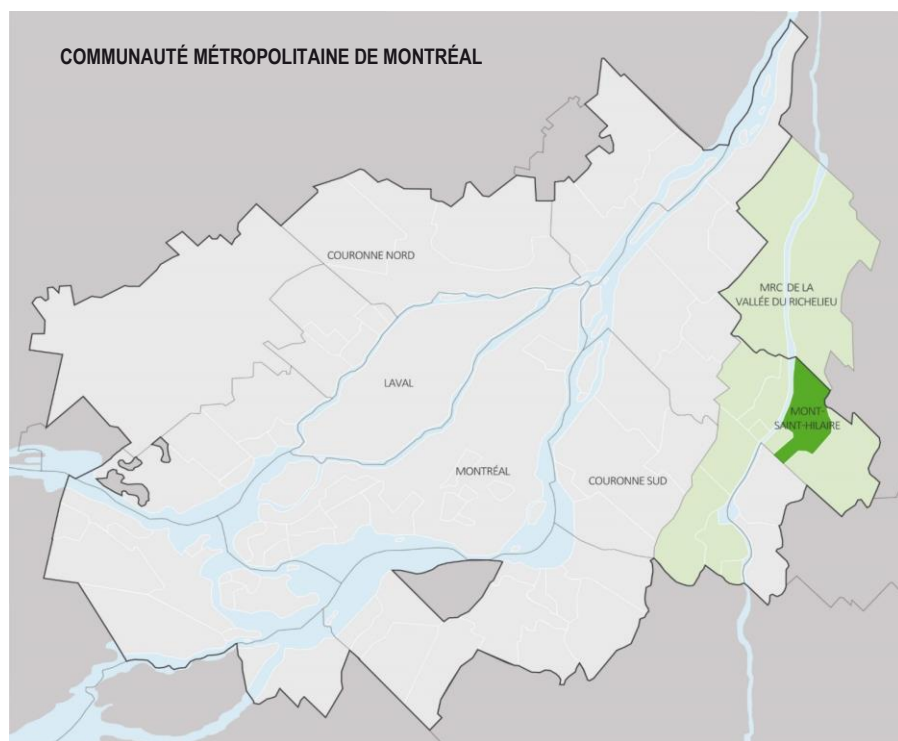 COMMUNAUTÉ MÉTROPOLITAINE DE MONTRÉAL
COURONNE NORD
MRC DE LA
VALLÉE DU RICHELIEU
LAVAL
MONT-
SAINT-HILAIRE
MONTRÉAL
COURONNE SUD